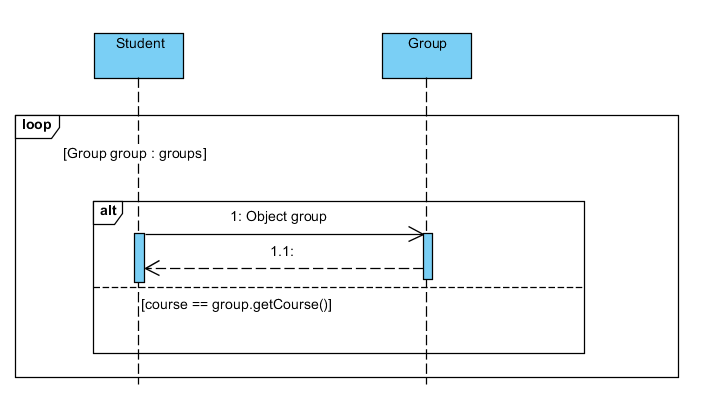 Student
Group
loop
[Group group : groups]
alt
1: Object group
1.1:
[course == group.getCourse()]